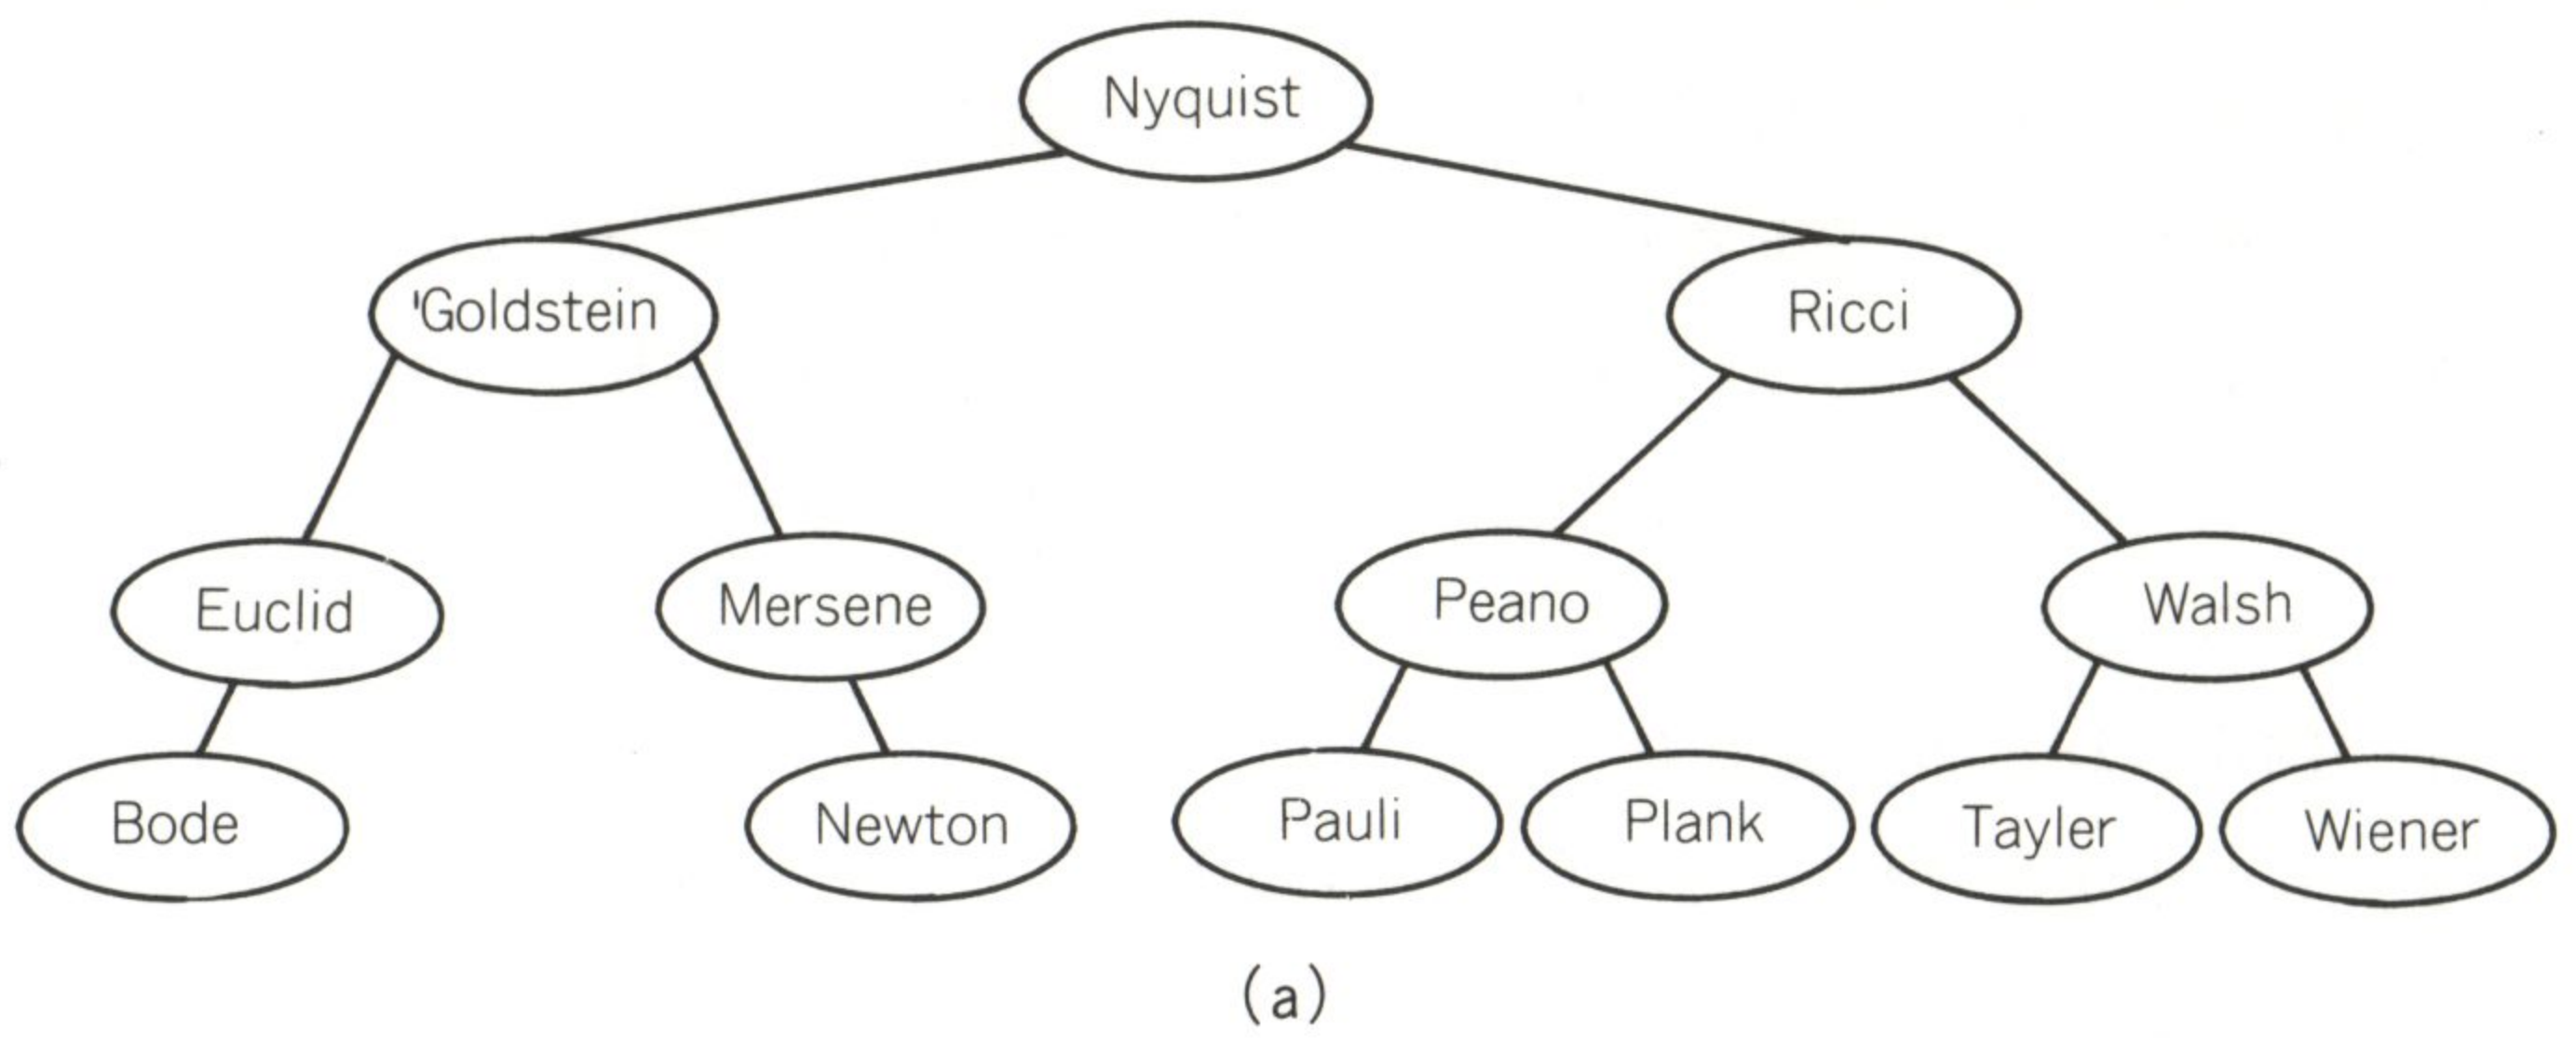 Nyquist
'Goldstein
Ricci
Euclid
Mersene
Peano
Walsh
Bode
Newton
Pauli
Plank
Tayler
Wiener
(a)